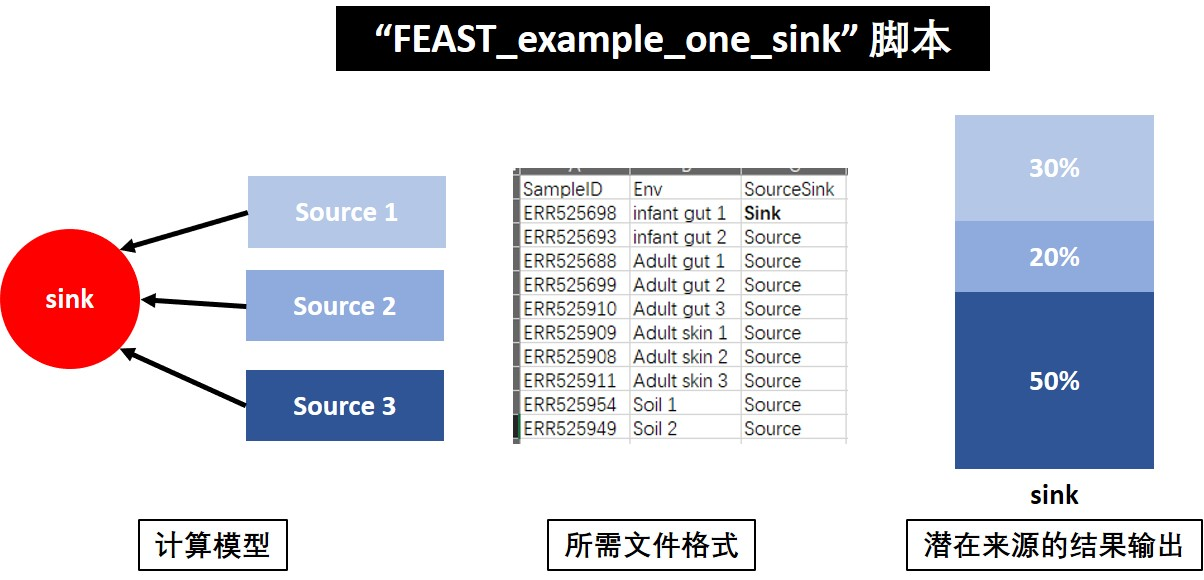 “FEAST_example_one_sink” 脚本
sink
Source 1
Source 2
Source 3
SampleID Env SourceSink
ERR525698 infant gut 1 Sink
ERR525693 infant gut 2 Source
ERR525688 Adult gut 1 Source
ERR525699 Adult gut 2 Source
ERR525910 Adult gut 3 Source
ERR525909 Adult skin 1 Source
ERR525908 Adult skin 2 Source
ERR525911 Adult skin 3 Source
ERR525954 Soil 1 Source
ERR525949 Soil 2 Source
30%
20%
50%
sink
计算模型
所需文件格式
潜在来源的结果输出